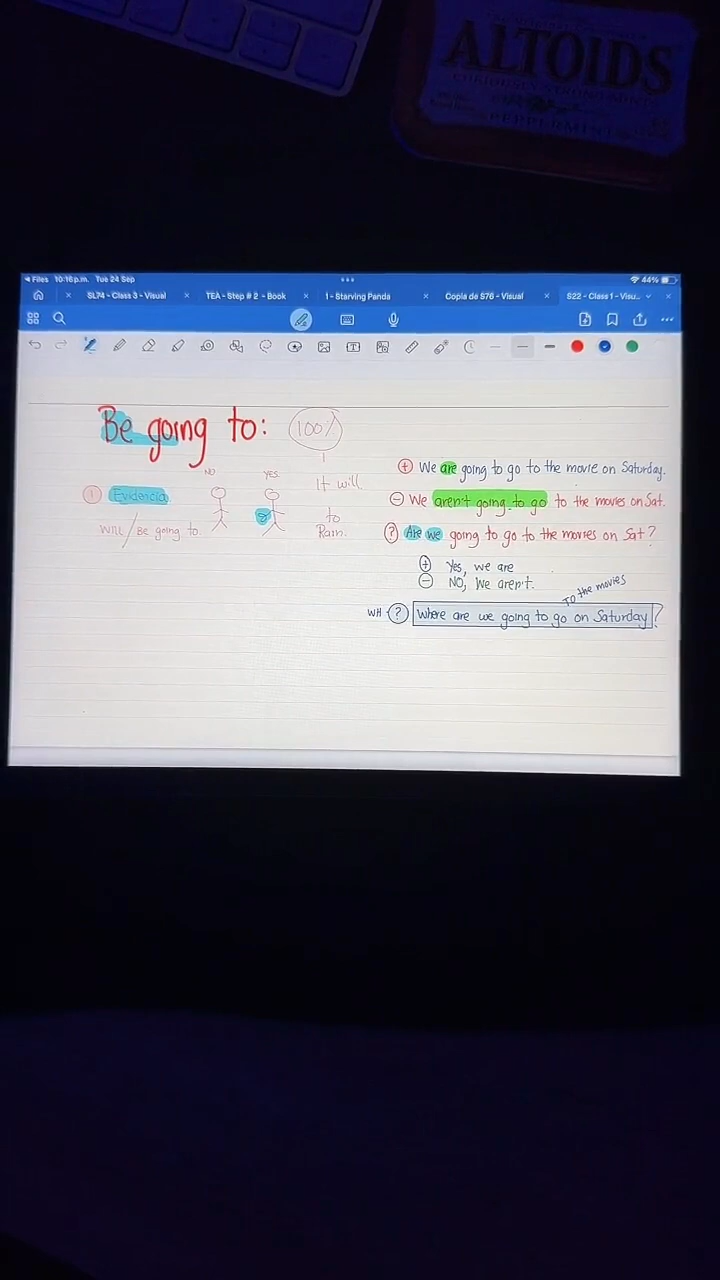 ALTOIDS
Files 10:16 p.m. Tue 24 Sep
44%
SL74 - Class 3 - Visual
TEA - Step # 2 - Book
1 - Starving Panda
Copia de S76 - Visual
S22 - Class 1 - Visu...
Be going to:
100%
1 Evidencia
NO
YES
Will / Be going to.
It will
to
Rain.
+ We are going to go to the movie on Saturday.
- We aren't going to go to the movies on Sat.
? Are we going to go to the movies on Sat?
+ Yes, we are
- NO, we aren't.
To the movies
WH ? Where are we going to go on Saturday?